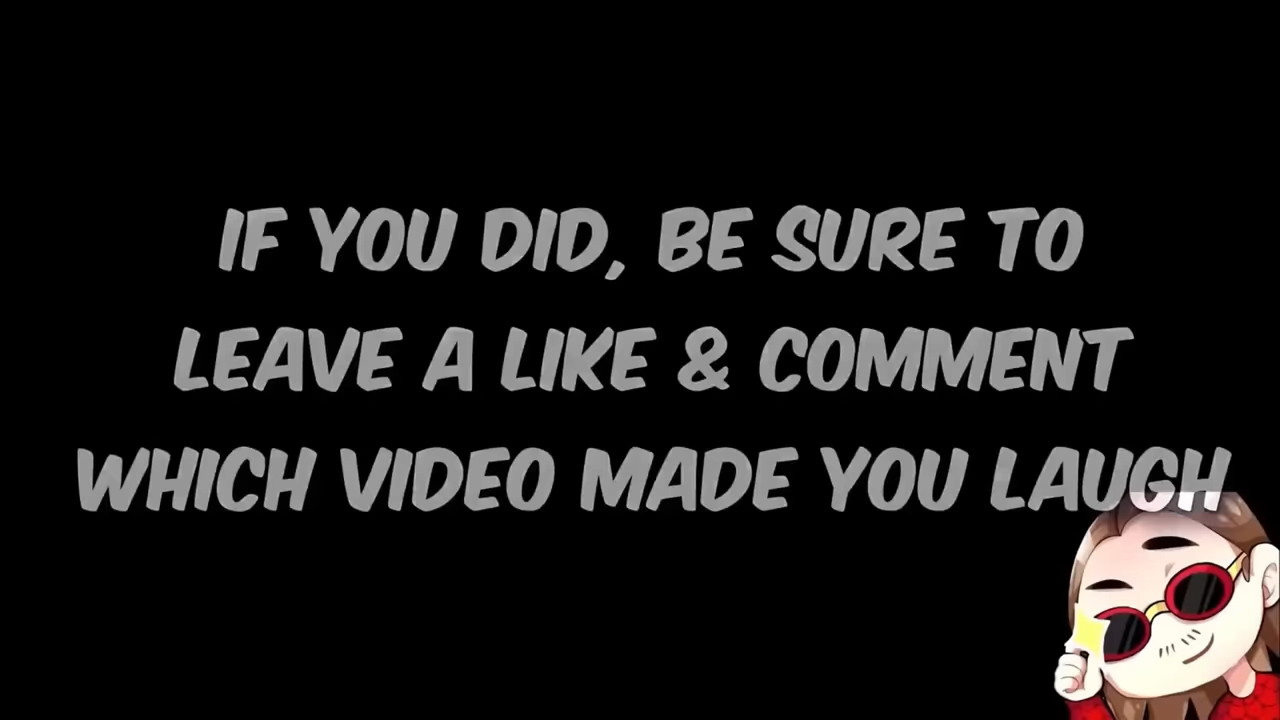 IF YOU DID, BE SURE TO
LEAVE A LIKE & COMMENT
WHICH VIDEO MADE YOU LAUGH